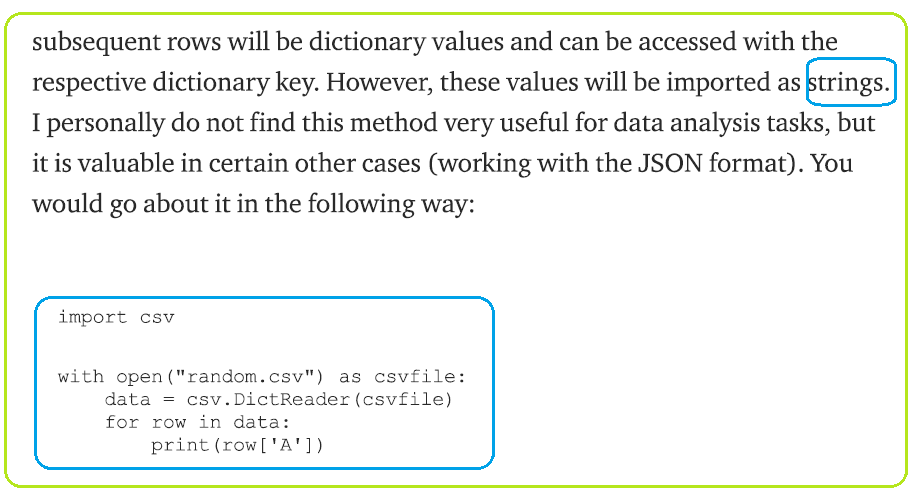 subsequent rows will be dictionary values and can be accessed with the
respective dictionary key. However, these values will be imported as strings.
I personally do not find this method very useful for data analysis tasks, but
it is valuable in certain other cases (working with the JSON format). You
would go about it in the following way:
import csv
with open("random.csv") as csvfile:
    data = csv.DictReader(csvfile)
    for row in data:
        print(row['A'])